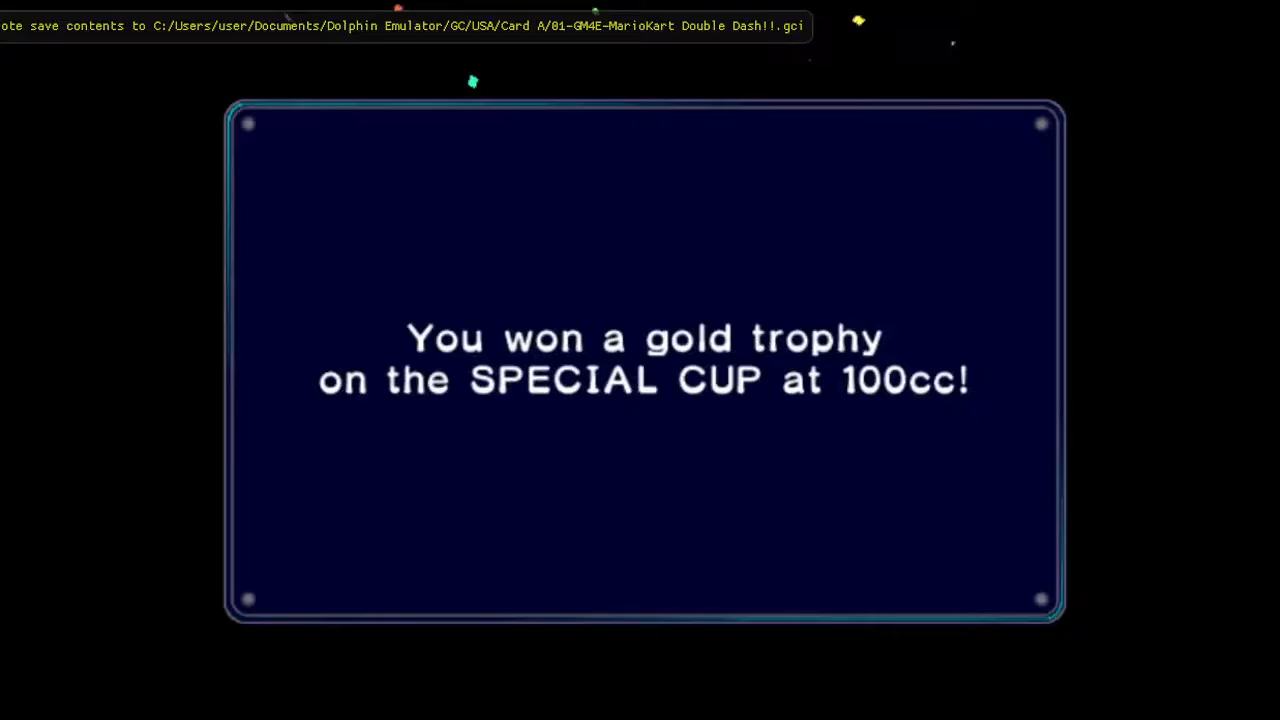 ote save contents to C:/Users/user/Documents/Dolphin Emulator/GC/USA/Card A/01-GM4E-MarioKart Double Dash!!.gci
You won a gold trophy
on the SPECIAL CUP at 100cc!